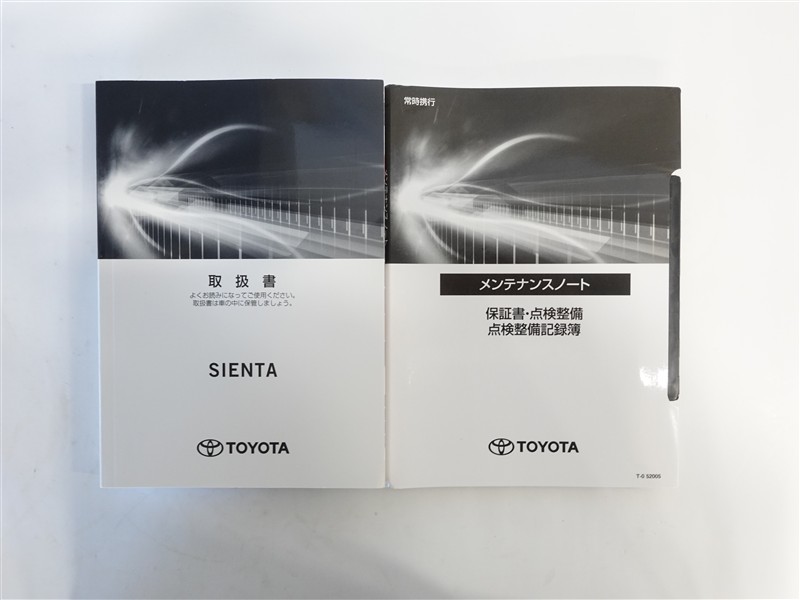 取扱書
よくお読みになってご使用ください。
取扱書は車の中に保管しましょう。
SIENTA
TOYOTA
常時携行
メンテナンスノート
保証書・点検整備
点検整備記録簿
TOYOTA
T-0 52005